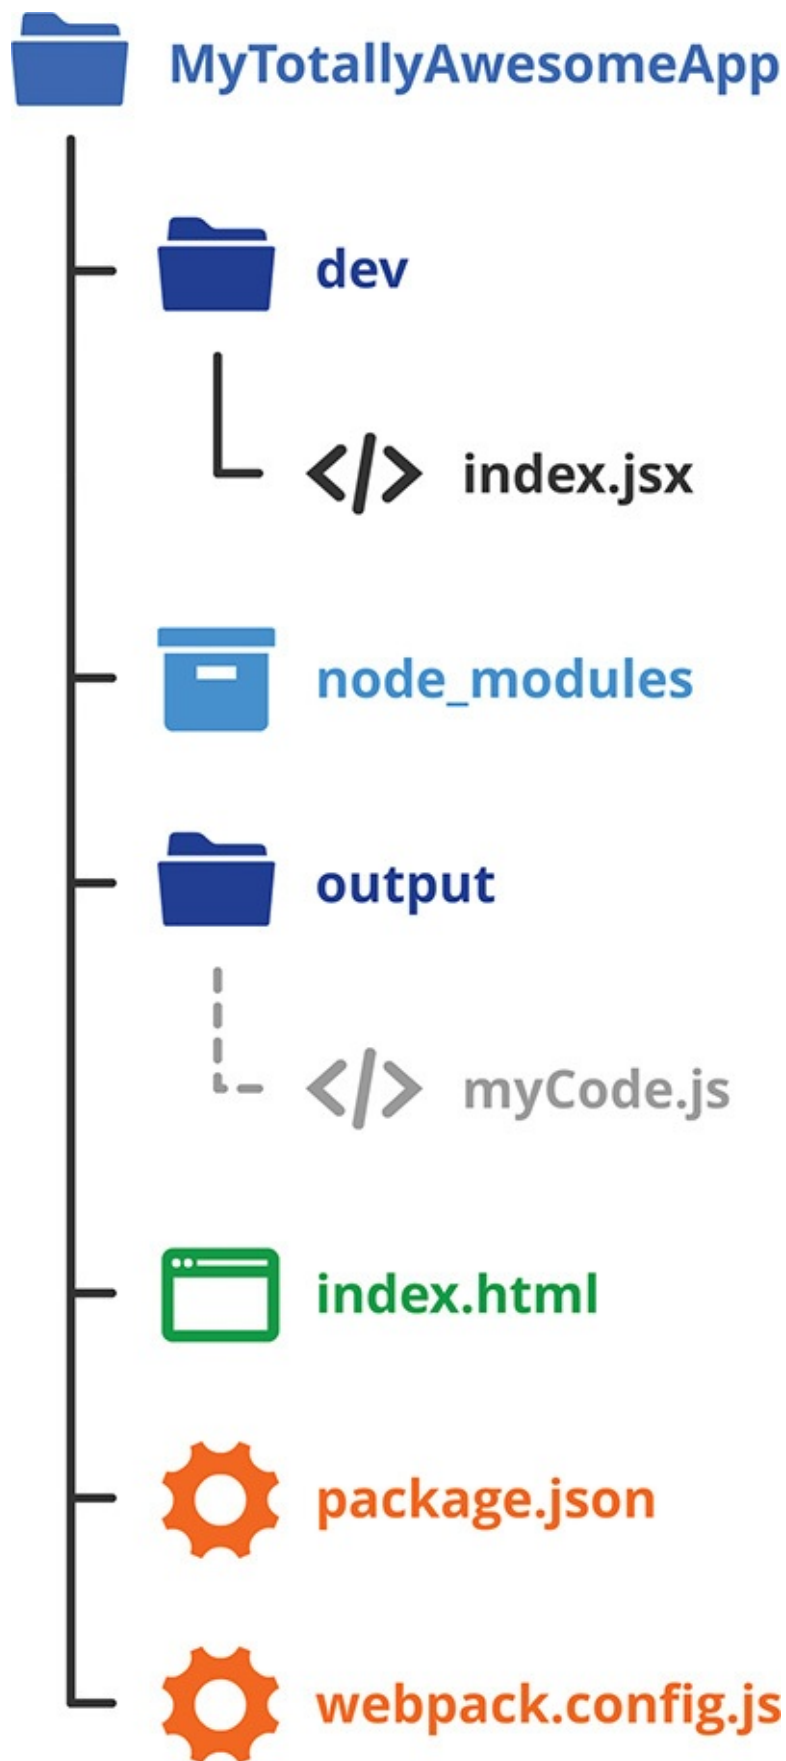 MyTotallyAwesomeApp
dev
index.jsx
node_modules
output
myCode.js
index.html
package.json
webpack.config.js